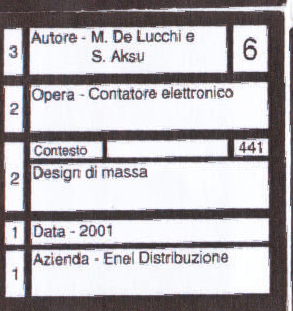 3 Autore - M. De Lucchi e 6
S. Aksu
2 Opera - Contatore elettronico
Contesto 441
2 Design di massa
1 Data - 2001
1 Azienda - Enel Distribuzione